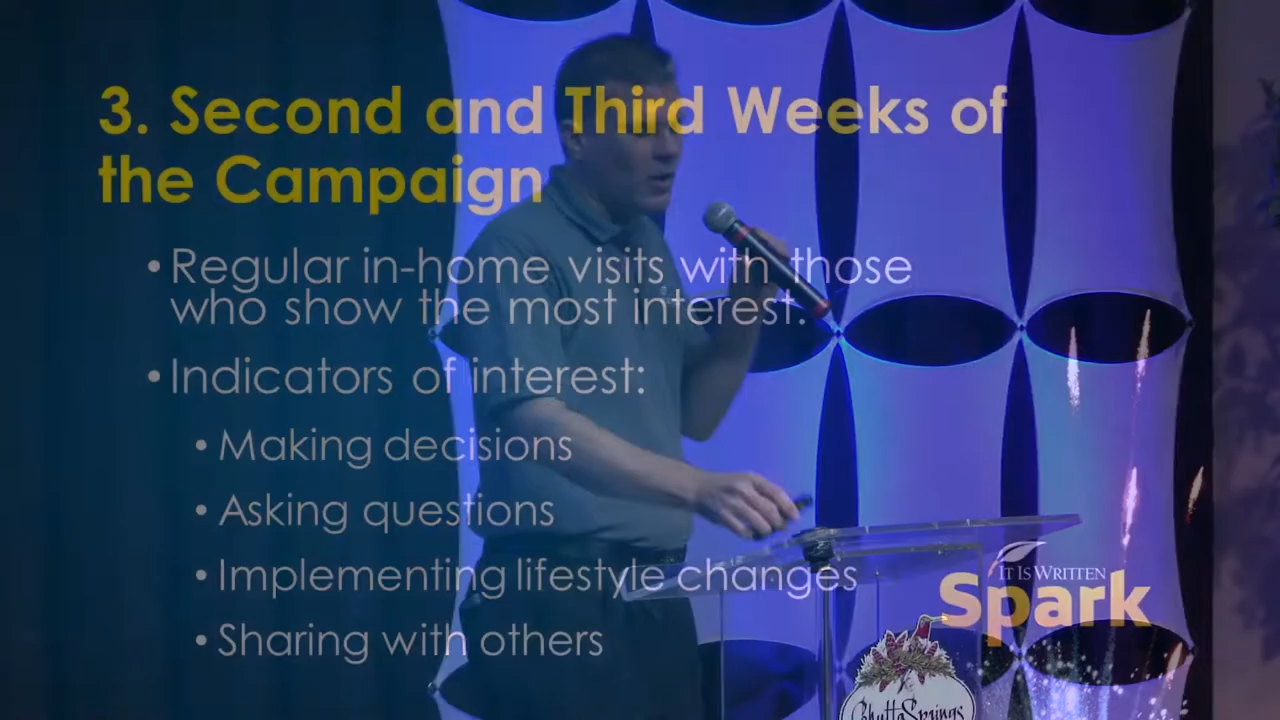 3. Second and Third Weeks of
the Campaign
• Regular in-home visits with those
who show the most interest.
• Indicators of interest:
• Making decisions
• Asking questions
• Implementing lifestyle changes
• Sharing with others
IT IS WRITTEN
Spark
CohuttaSprings